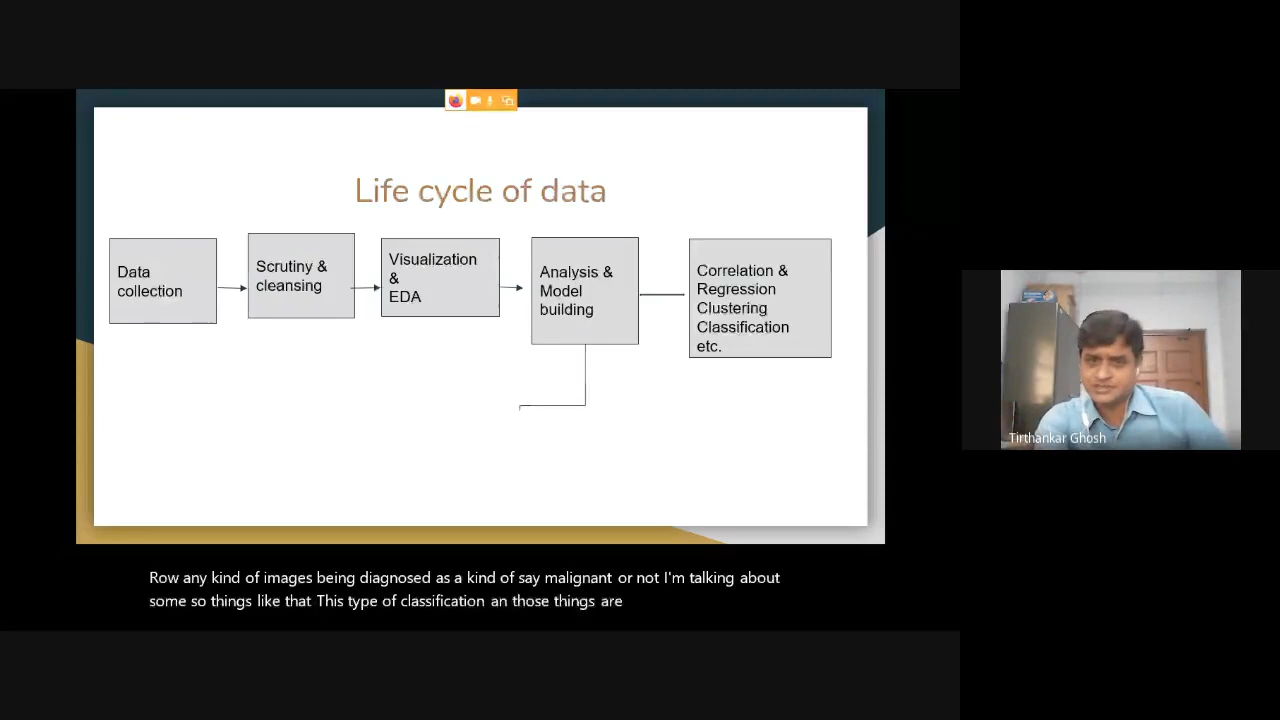 Life cycle of data
Data
collection
Scrutiny &
cleansing
Visualization
&
EDA
Analysis &
Model
building
Correlation &
Regression
Clustering
Classification
etc.
Tirthankar Ghosh
Row any kind of images being diagnosed as a kind of say malignant or not I'm talking about
some so things like that This type of classification an those things are